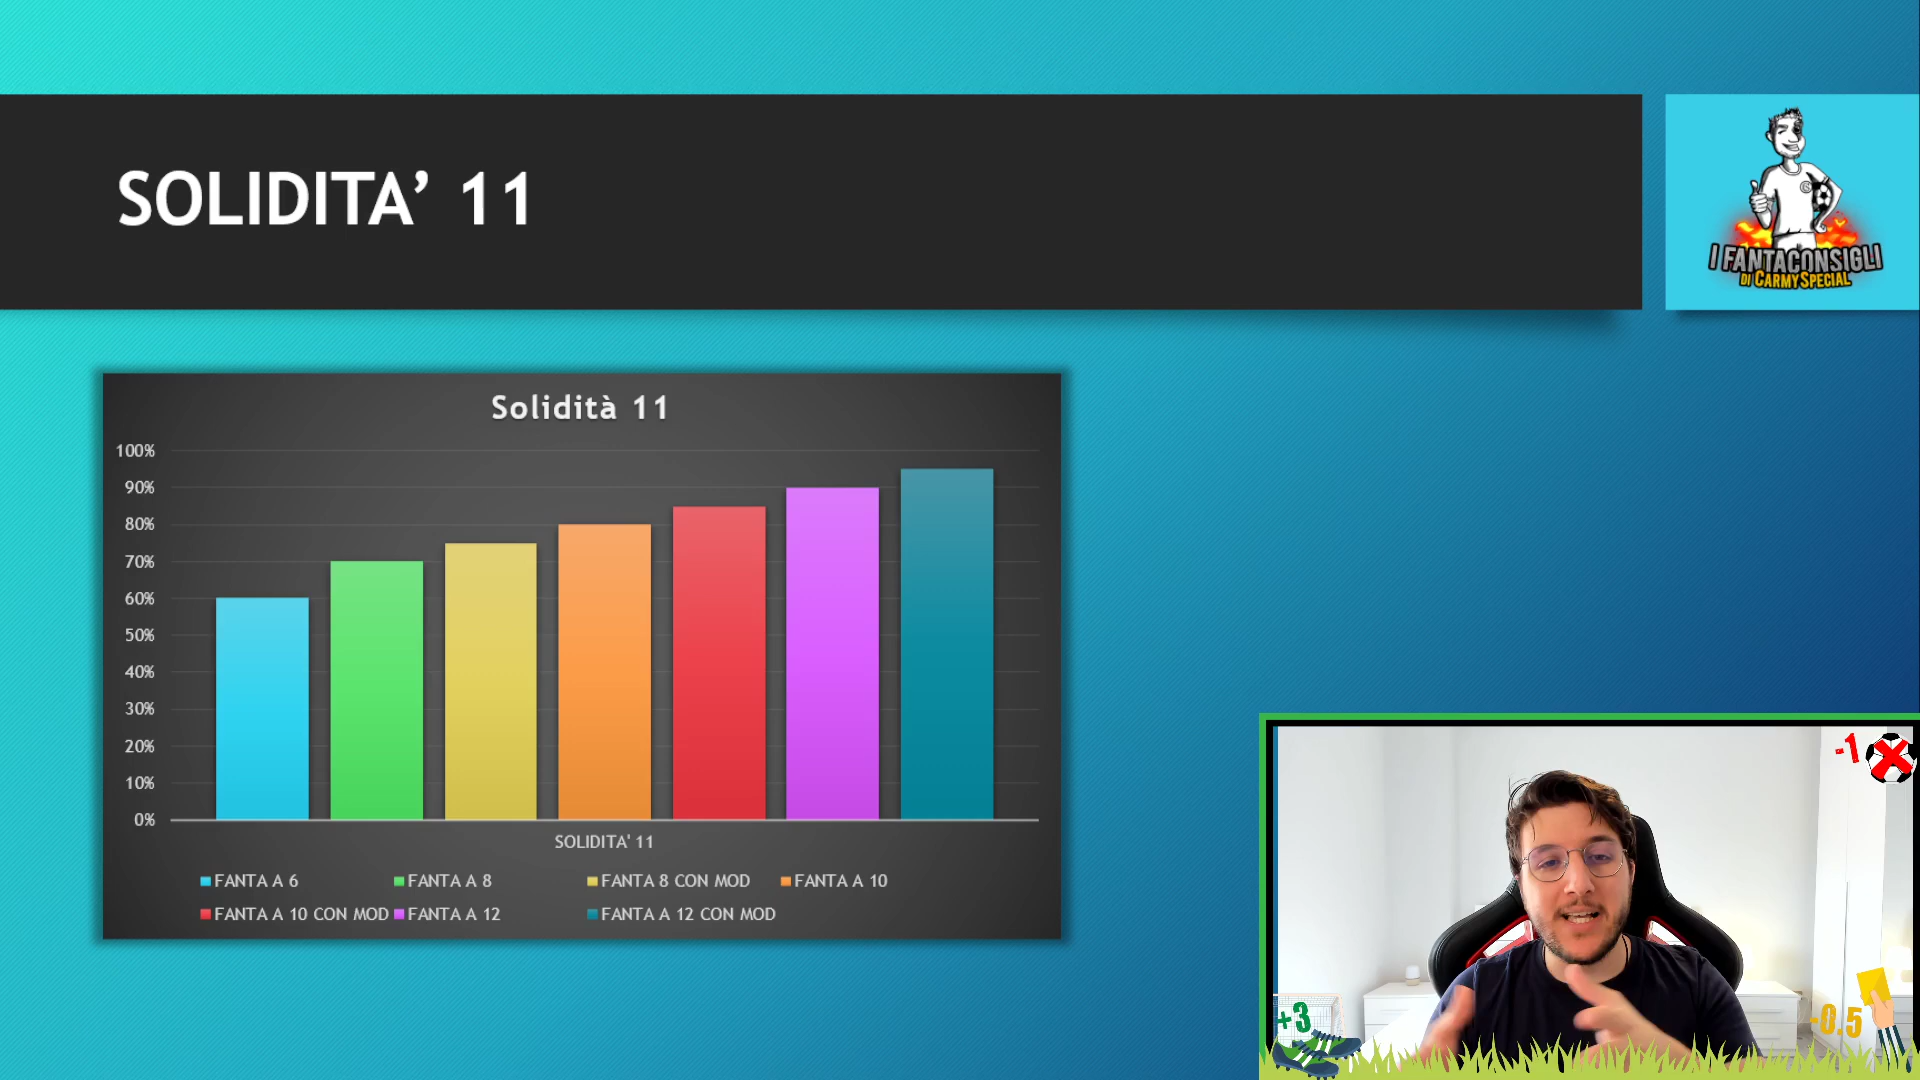 SOLIDITA’ 11
I FANTACONSIGLI
DI CARMYSPECIAL
Solidità 11
100%
90%
80%
70%
60%
50%
40%
30%
20%
10%
0%
SOLIDITA' 11
FANTA A 6
FANTA A 8
FANTA 8 CON MOD
FANTA A 10
FANTA A 10 CON MOD
FANTA A 12
FANTA A 12 CON MOD
-1
+3
-0.5